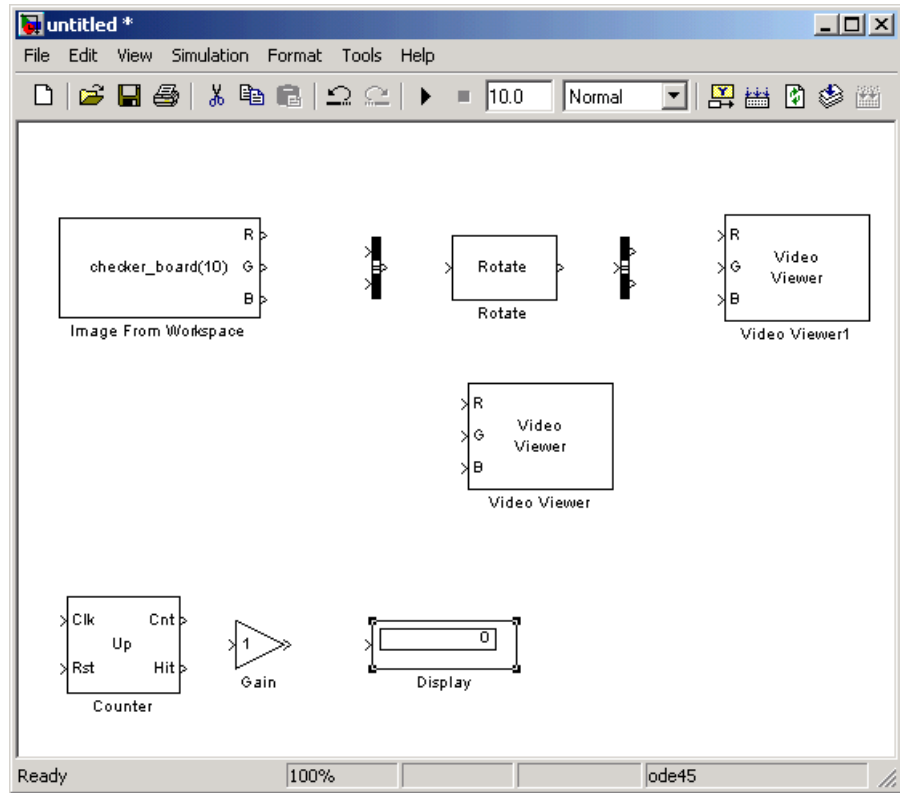 untitled *
File Edit View Simulation Format Tools Help
10.0 Normal
R
checker_board(10) G
B
Image From Workspace
Rotate
Rotate
R
G
B
Video
Viewer
Video Viewer1
R
G
B
Video
Viewer
Video Viewer
Clk Cnt
Up
Rst Hit
Counter
1
Gain
0
Display
Ready 100% ode45